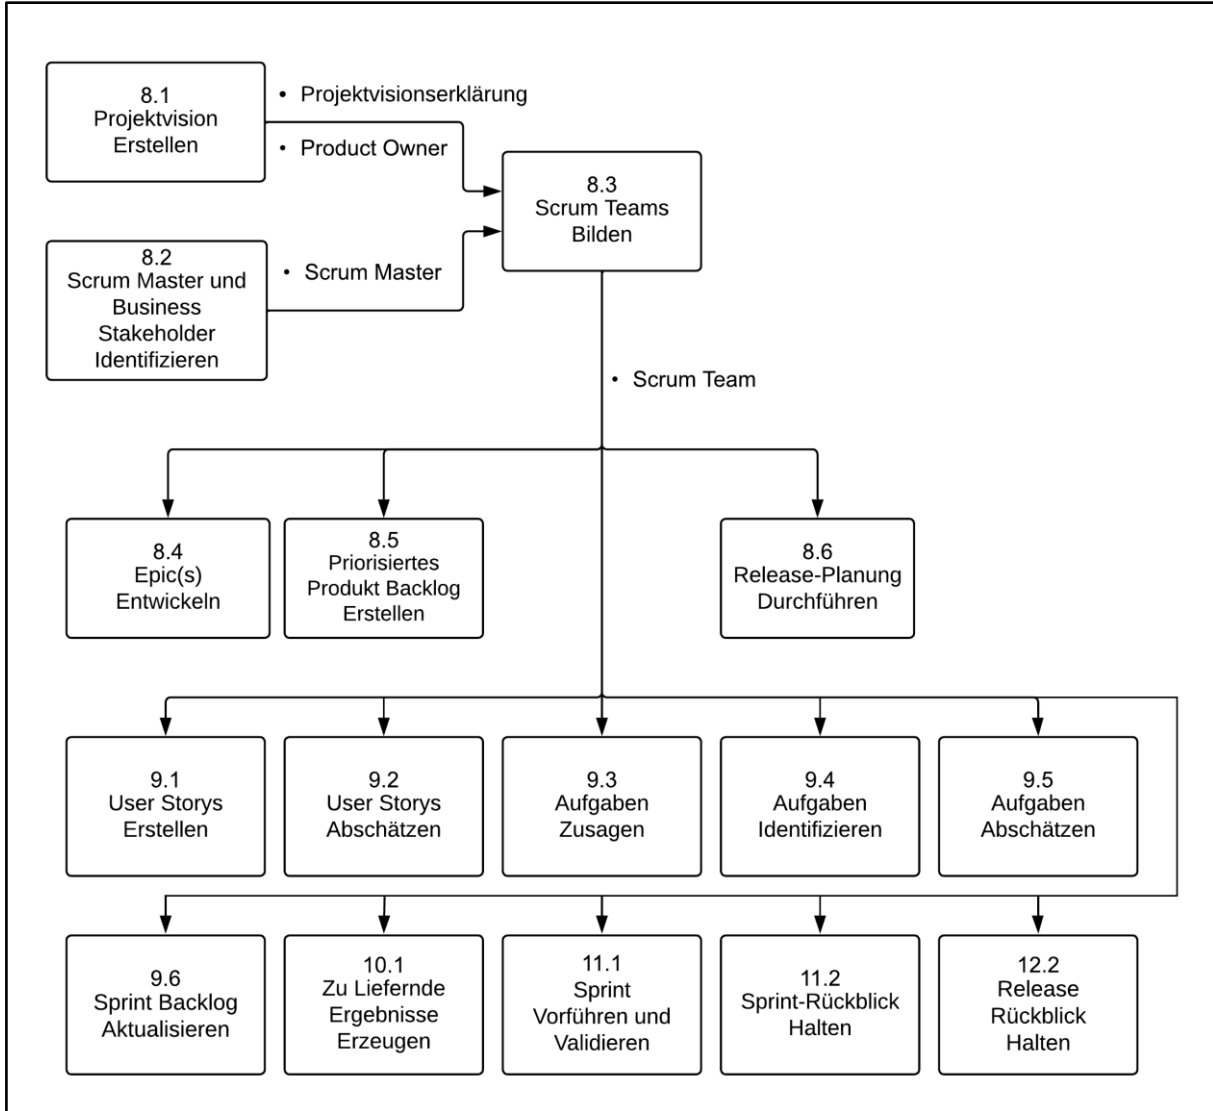 8.1
Projektvision
Erstellen
• Projektvisionserklärung
• Product Owner
8.2
Scrum Master und
Business
Stakeholder
Identifizieren
• Scrum Master
8.3
Scrum Teams
Bilden
• Scrum Team
8.4
Epic(s)
Entwickeln
8.5
Priorisiertes
Produkt Backlog
Erstellen
8.6
Release-Planung
Durchführen
9.1
User Storys
Erstellen
9.2
User Storys
Abschätzen
9.3
Aufgaben
Zusagen
9.4
Aufgaben
Identifizieren
9.5
Aufgaben
Abschätzen
9.6
Sprint Backlog
Aktualisieren
10.1
Zu Liefernde
Ergebnisse
Erzeugen
11.1
Sprint
Vorführen und
Validieren
11.2
Sprint-Rückblick
Halten
12.2
Release
Rückblick
Halten